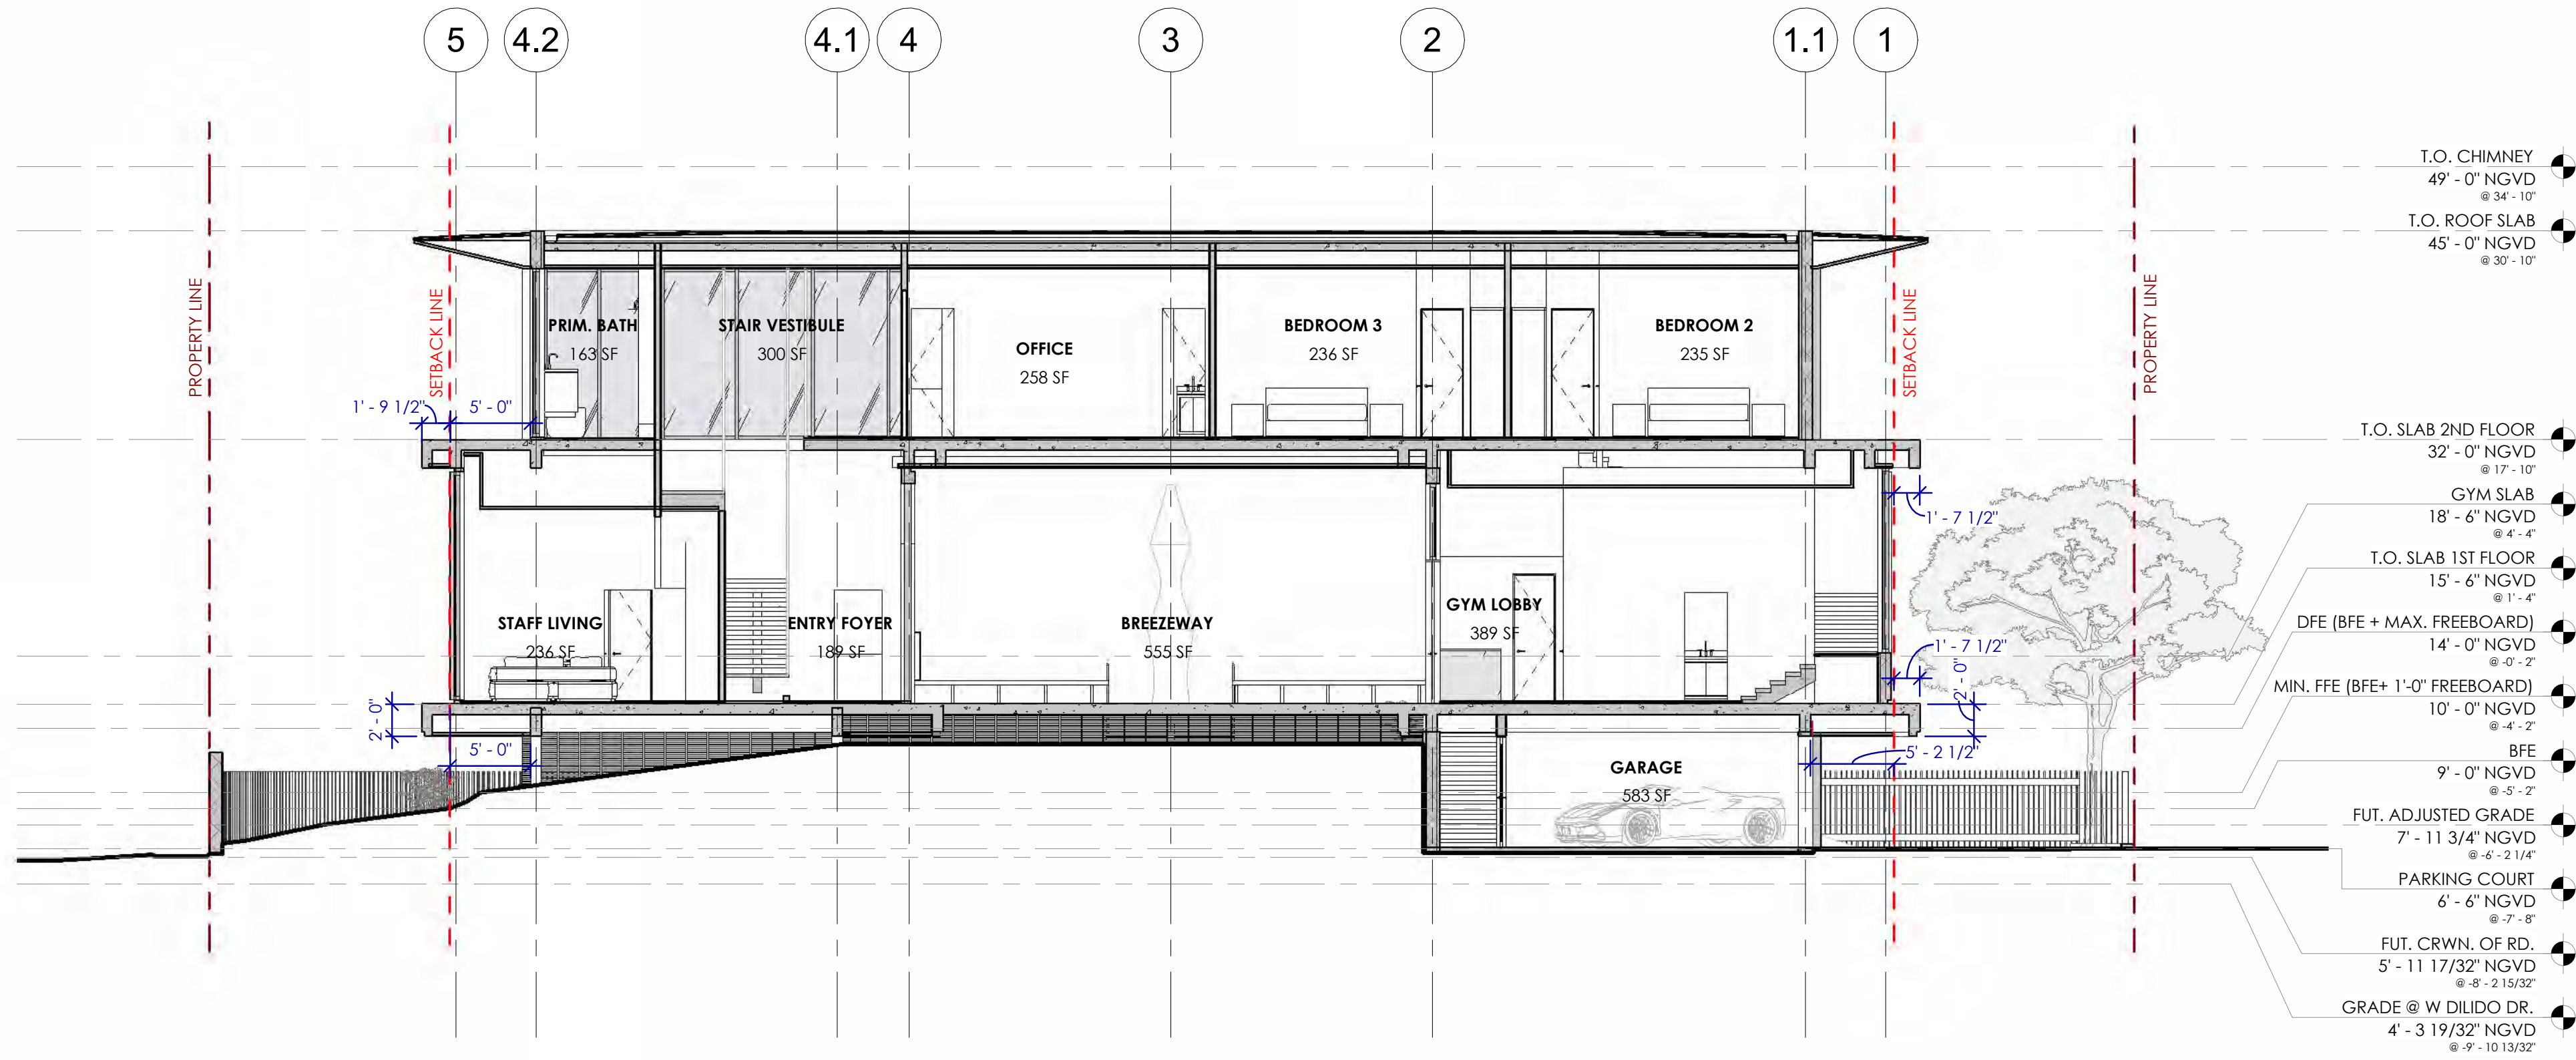 5 4.2 4.1 4 3 2 1.1 1
T.O. CHIMNEY
49' - 0" NGVD
@ 34' - 10"
T.O. ROOF SLAB
45' - 0" NGVD
@ 30' - 10"
PROPERTY LINE
SETBACK LINE
SETBACK LINE
PROPERTY LINE
PRIM. BATH
163 SF
STAIR VESTIBULE
300 SF
OFFICE
258 SF
BEDROOM 3
236 SF
BEDROOM 2
235 SF
1' - 9 1/2"
5' - 0"
T.O. SLAB 2ND FLOOR
32' - 0" NGVD
@ 17' - 10"
GYM SLAB
18' - 6" NGVD
@ 4' - 4"
1' - 7 1/2"
T.O. SLAB 1ST FLOOR
15' - 6" NGVD
@ 1' - 4"
STAFF LIVING
236 SF
ENTRY FOYER
189 SF
BREEZEWAY
555 SF
GYM LOBBY
389 SF
DFE (BFE + MAX. FREEBOARD)
14' - 0" NGVD
@ -0' - 2"
1' - 7 1/2"
2' - 0"
MIN. FFE (BFE+ 1'-0" FREEBOARD)
10' - 0" NGVD
@ -4' - 2"
2' - 0"
5' - 0"
5' - 2 1/2"
GARAGE
583 SF
BFE
9' - 0" NGVD
@ -5' - 2"
FUT. ADJUSTED GRADE
7' - 11 3/4" NGVD
@ -6' - 2 1/4"
PARKING COURT
6' - 6" NGVD
@ -7' - 8"
FUT. CRWN. OF RD.
5' - 11 17/32" NGVD
@ -8' - 2 15/32"
GRADE @ W DILIDO DR.
4' - 3 19/32" NGVD
@ -9' - 10 13/32"